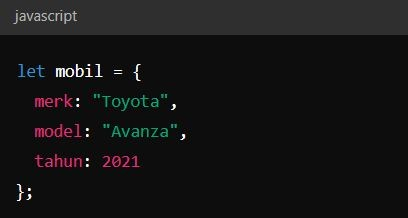 javascript
let mobil = {
  merk: "Toyota",
  model: "Avanza",
  tahun: 2021
};